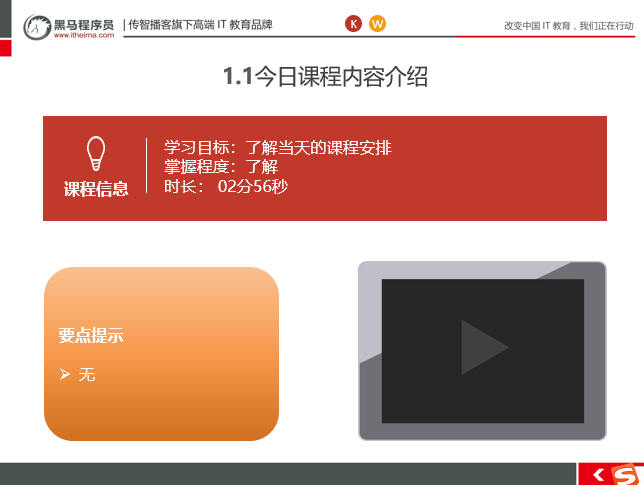 黑马程序员
www.itheima.com
传智播客旗下高端 IT 教育品牌
K W
改变中国 IT 教育，我们正在行动
1.1今日课程内容介绍
学习目标：了解当天的课程安排
掌握程度：了解
时长： 02分56秒
课程信息
要点提示
➢ 无
S